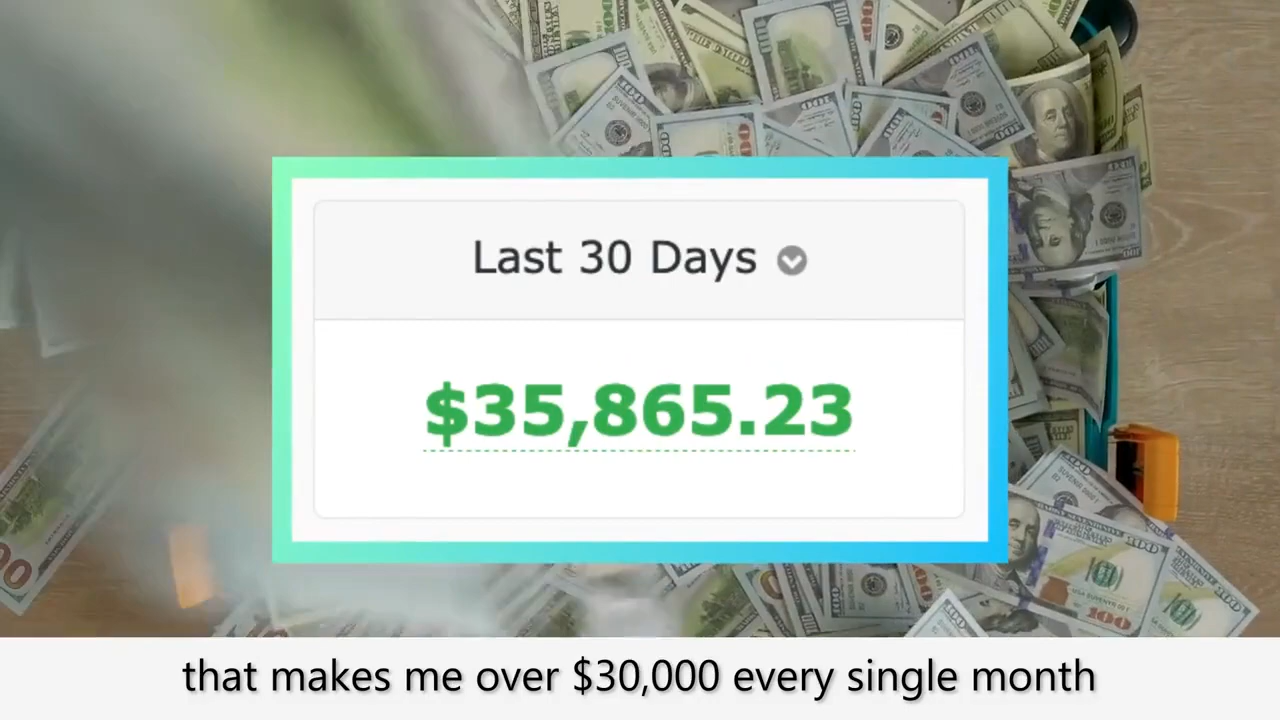 Last 30 Days
$35,865.23
that makes me over $30,000 every single month